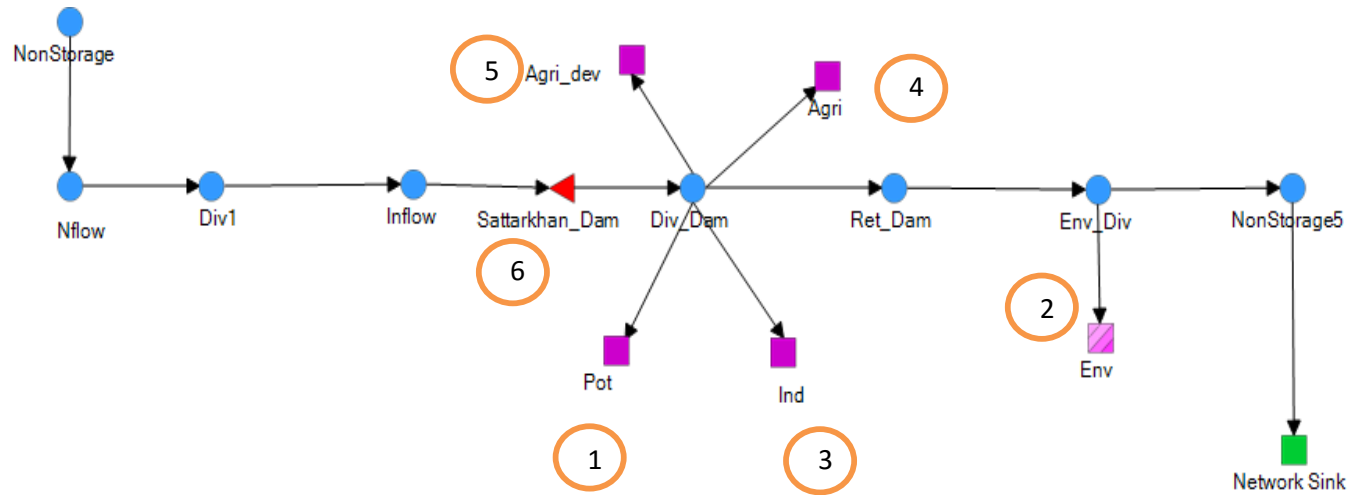 NonStorage
5
Agri_dev
4
Agri
Nflow
Div1
Inflow
Sattarkhan_Dam
Div_Dam
Ret_Dam
Env_Div
NonStorage5
6
2
Pot
Ind
Env
1
3
Network Sink